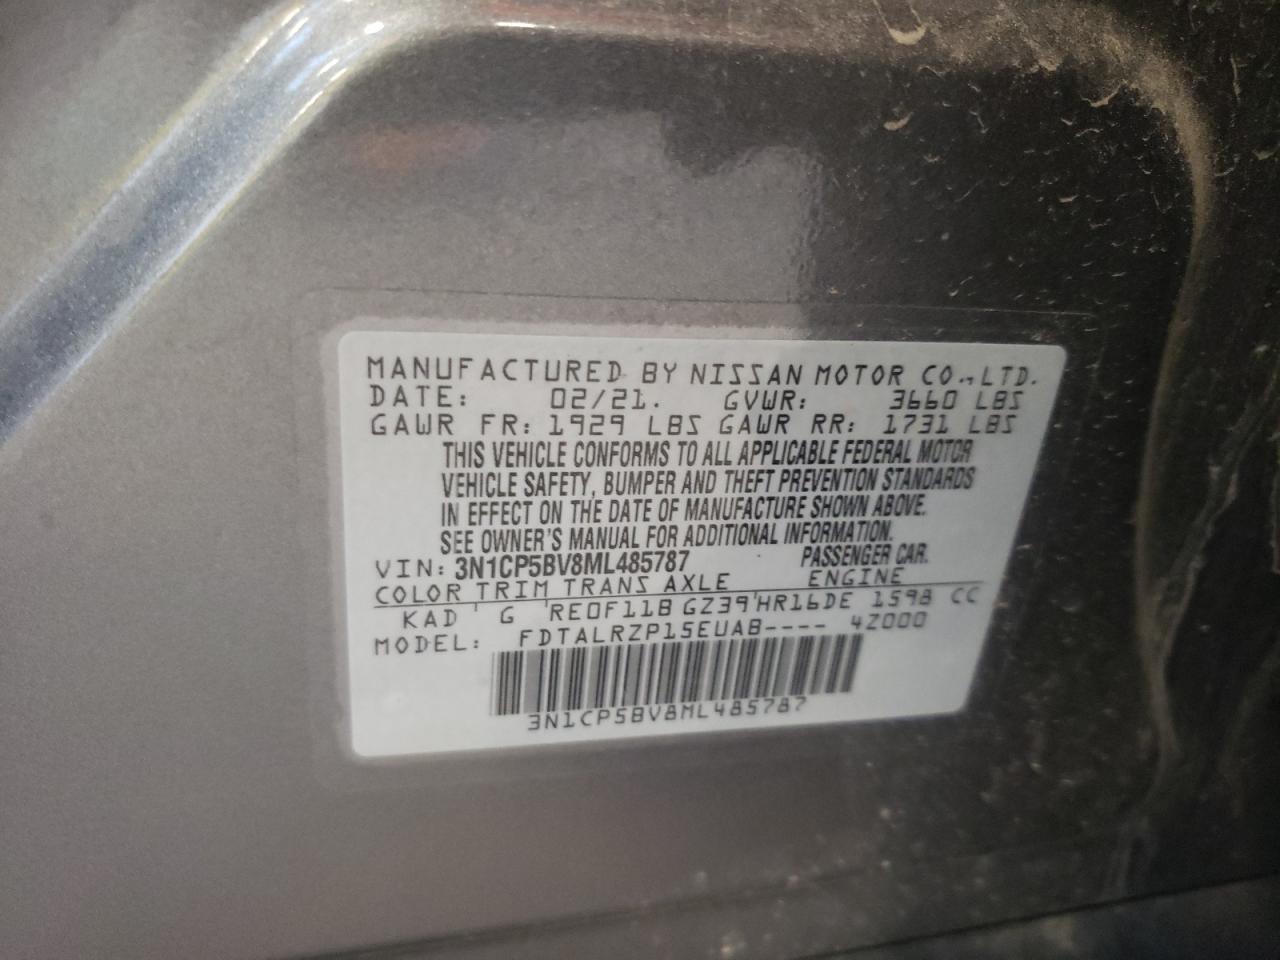 MANUFACTURED BY NISSAN MOTOR CO.,LTD.
DATE: 02/21. GVWR: 3660 LBS
GAWR FR: 1929 LBS GAWR RR: 1731 LBS
THIS VEHICLE CONFORMS TO ALL APPLICABLE FEDERAL MOTOR
VEHICLE SAFETY, BUMPER AND THEFT PREVENTION STANDARDS
IN EFFECT ON THE DATE OF MANUFACTURE SHOWN ABOVE.
SEE OWNER'S MANUAL FOR ADDITIONAL INFORMATION.
VIN: 3N1CP5BV8ML485787 PASSENGER CAR.
COLOR TRIM TRANS AXLE ENGINE
KAD G RE0F11B GZ39 HR16DE 1598 CC
MODEL: FDTALRZP15EUAB---- 4Z000
3N1CP5BV8ML485787